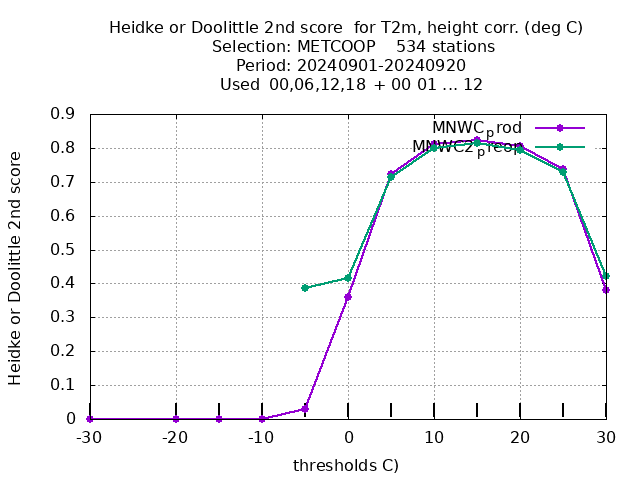 Heidke or Doolittle 2nd score  for T2m, height corr. (deg C)
Selection: METCOOP    534 stations
Period: 20240901-20240920
Used  00,06,12,18  + 00 01 ... 12
MNWC_prod
MNWC2_preop
Heidke or Doolittle 2nd score
0.9
0.8
0.7
0.6
0.5
0.4
0.3
0.2
0.1
0
-30
-20
-10
0
10
20
30
thresholds C)